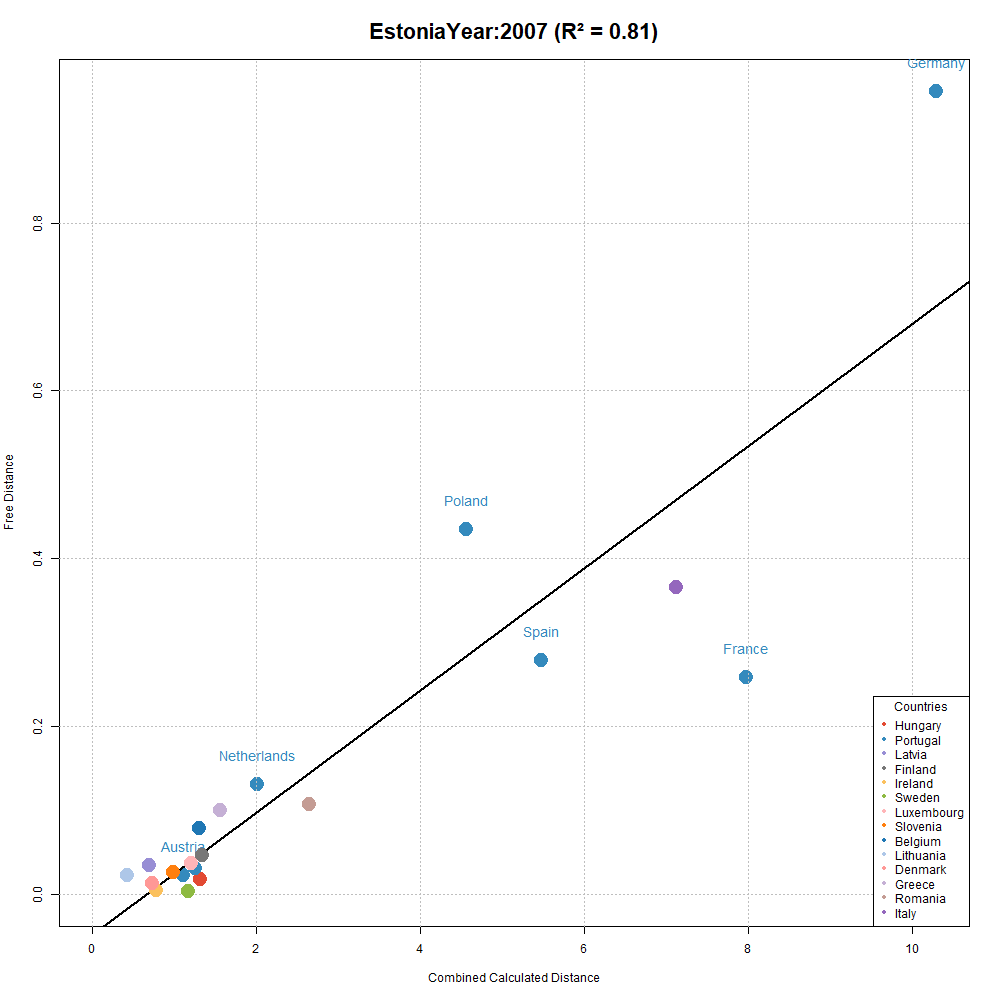 EstoniaYear:2007 (R² = 0.81)
Germany
0.8
0.6
Poland
0.4
Free Distance
Spain
France
0.2
Netherlands
Austria
0.0
Countries
Hungary
Portugal
Latvia
Finland
Ireland
Sweden
Luxembourg
Slovenia
Belgium
Lithuania
Denmark
Greece
Romania
Italy
0 2 4 6 8 10
Combined Calculated Distance